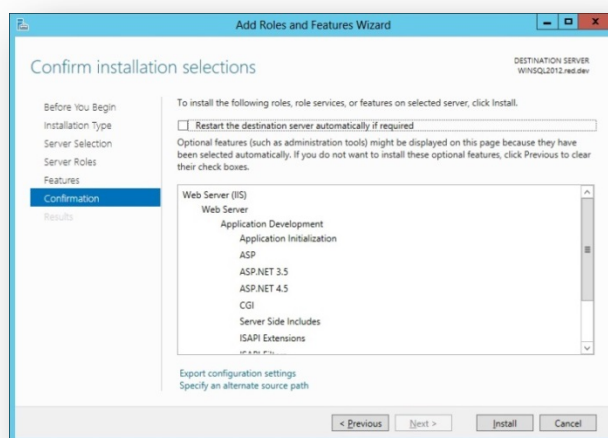 Add Roles and Features Wizard
Confirm installation selections
DESTINATION SERVER
WINSQL2012.red.dev
Before You Begin
Installation Type
Server Selection
Server Roles
Features
Confirmation
Results
To install the following roles, role services, or features on selected server, click Install.
Restart the destination server automatically if required
Optional features (such as administration tools) might be displayed on this page because they have
been selected automatically. If you do not want to install these optional features, click Previous to clear
their check boxes.
Web Server (IIS)
Web Server
Application Development
Application Initialization
ASP
ASP.NET 3.5
ASP.NET 4.5
CGI
Server Side Includes
ISAPI Extensions
Export configuration settings
Specify an alternate source path
< Previous
Next >
Install
Cancel